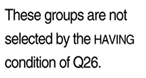 These groups are not
selected by the HAVING
condition of Q26.